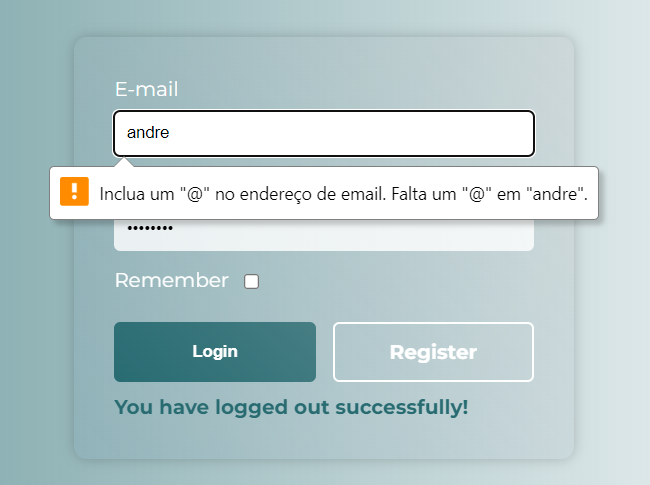 E-mail
andre
Inclua um "@" no endereço de email. Falta um "@" em "andre".
••••••••
Remember
Login
Register
You have logged out successfully!